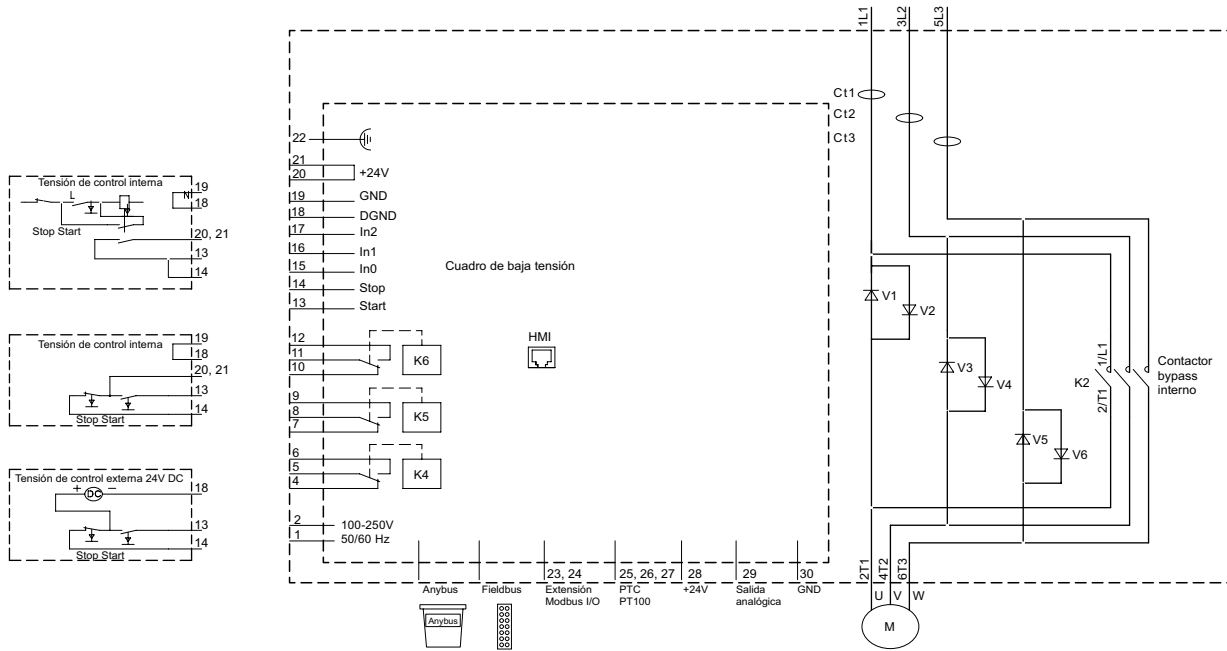 Tensión de control interna
L
N
19
18
Stop Start
20, 21
13
14
Tensión de control interna
19
18
20, 21
13
14
Stop Start
Tensión de control externa 24V DC
+
DC
−
18
13
14
Stop Start
22
21
20
+24V
19
GND
18
DGND
17
In2
16
In1
15
In0
14
Stop
13
Start
12
11
10
K6
9
8
7
K5
6
5
4
K4
2
100-250V
1
50/60 Hz
Cuadro de baja tensión
HMI
Anybus
Anybus
Fieldbus
23, 24
Extensión
Modbus I/O
25, 26, 27
PTC
PT100
28
+24V
29
Salida
analógica
30
GND
1L1
3L2
5L3
Ct1
Ct2
Ct3
V1
V2
V3
V4
V5
V6
K2
1/L1
2/T1
Contactor
bypass
interno
2T1
4T2
6T3
U
V
W
M